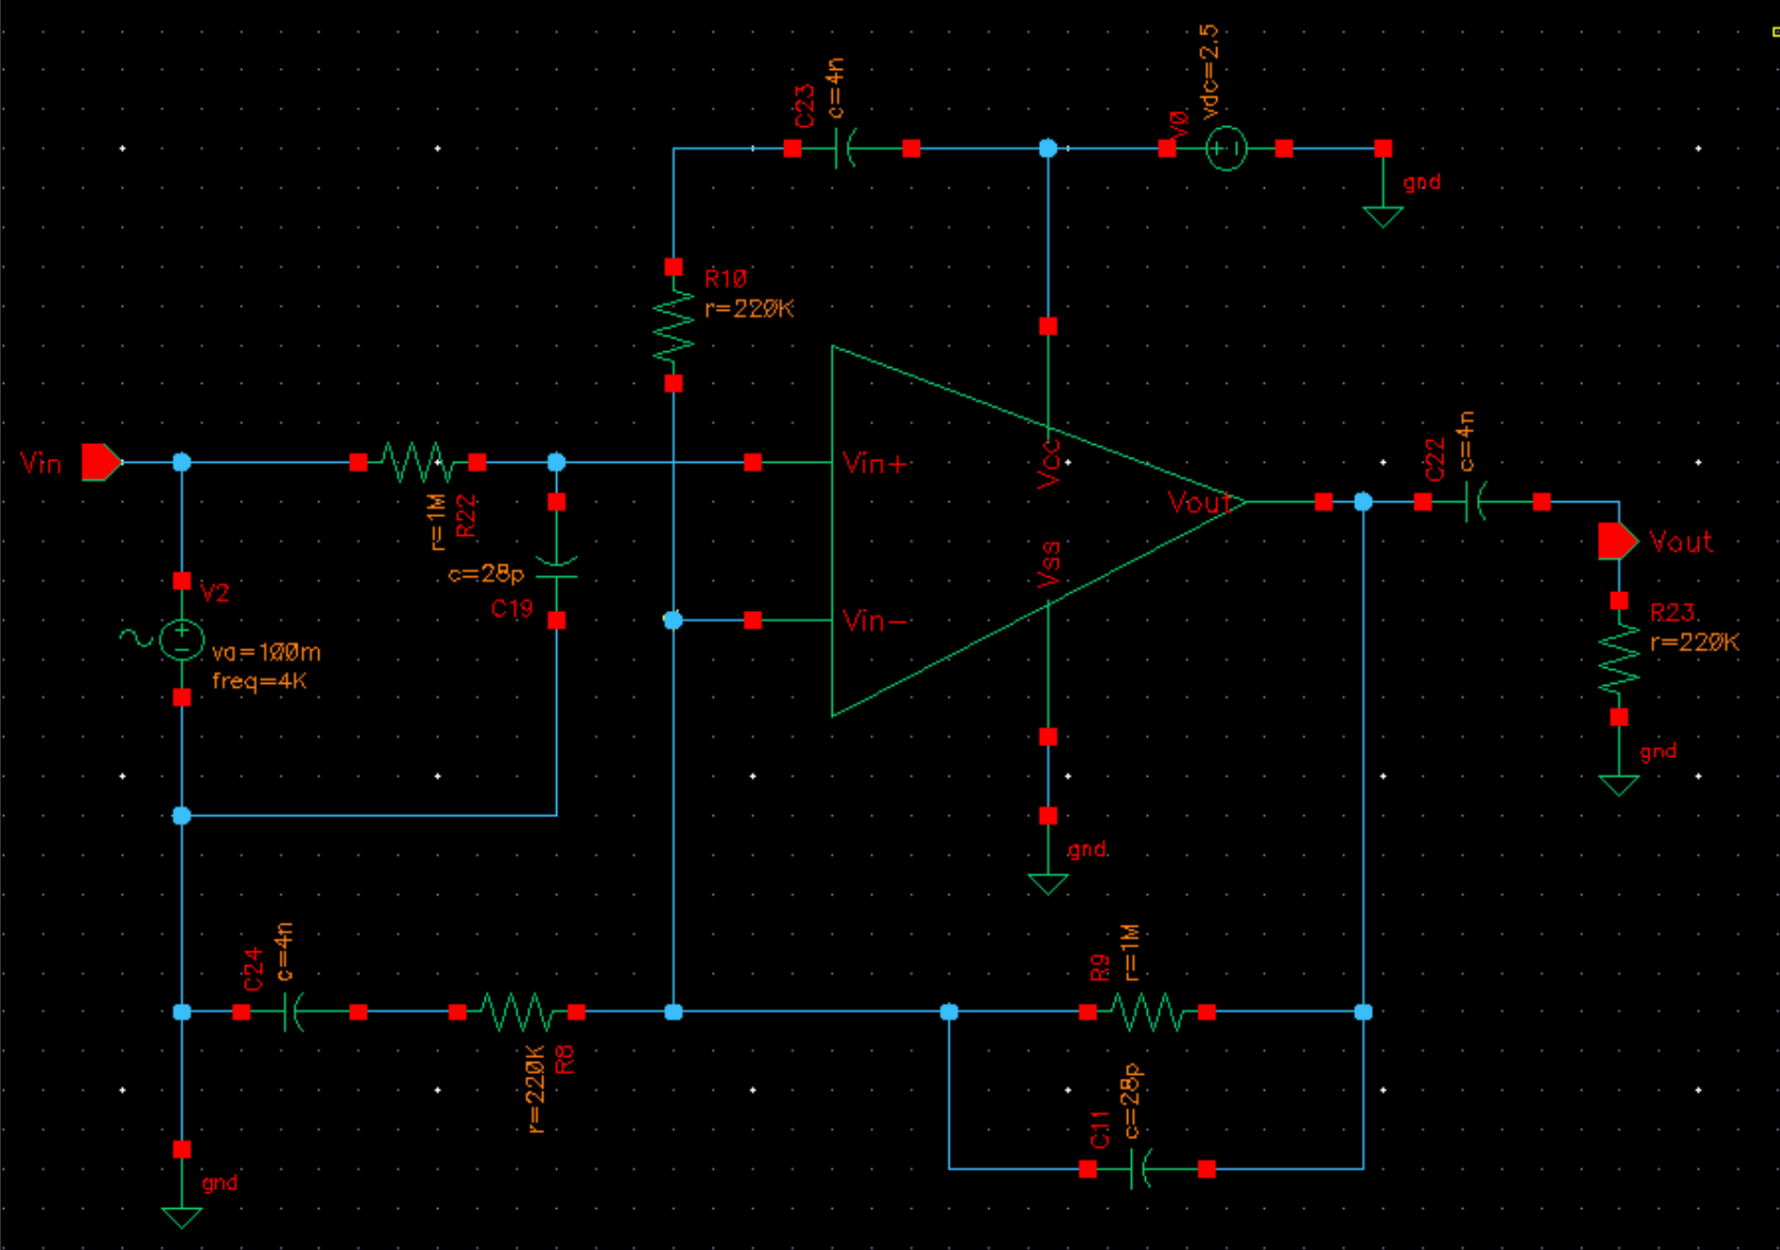 vdc=2.5
c=4n
C23
V0
gnd
R10
r=220K
Vin
Vin+
Vcc
Vout
C22
c=4n
Vout
r=1M
R22
c=28p
C19
V2
va=100m
freq=4K
Vin-
Vss
R23
r=220K
gnd
gnd
C24
c=4n
R9
r=1M
r=220K
R8
C11
c=28p
gnd